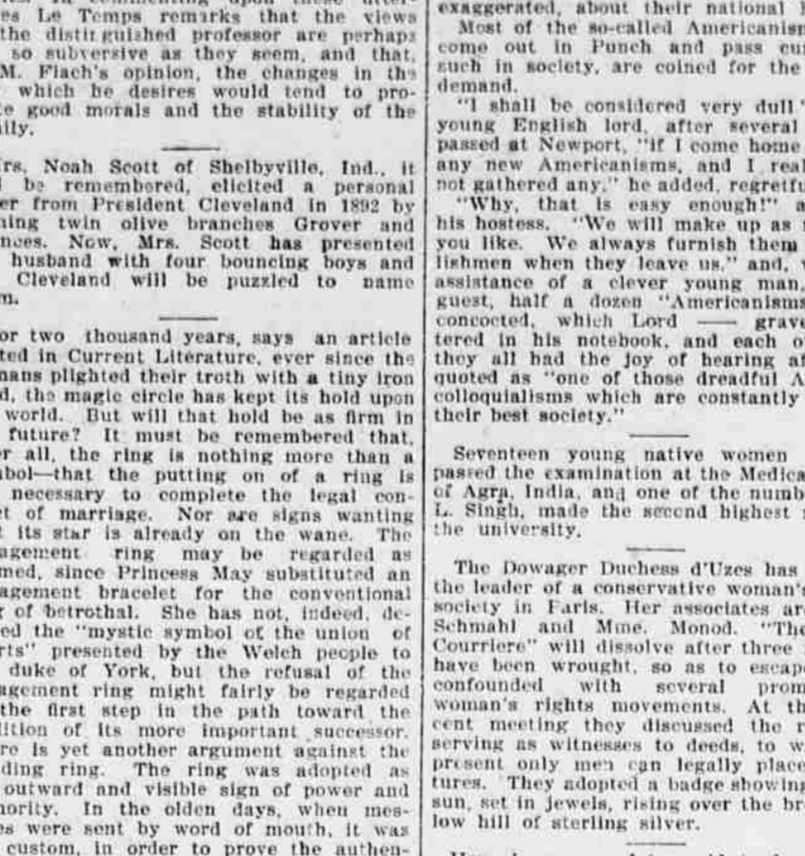 es Le Temps remarks that the views
the distirguished professor are perhaps
so subversive as they seem, and that,
M. Flach's opinion, the changes in the
which he desires would tend to pro-
e good morals and the stability of the
ily.
rs. Noah Scott of Shelbyville, Ind., it
be remembered, elicited a personal
er from President Cleveland in 1892 by
ning twin olive branches Grover and
nces. Now, Mrs. Scott has presented
husband with four bouncing boys and
Cleveland will be puzzled to name
m.
or two thousand years, says an article
ted in Current Literature, ever since the
mans plighted their troth with a tiny iron
d, the magic circle has kept its hold upon
world. But will that hold be as firm in
future? It must be remembered that,
er all, the ring is nothing more than a
bol—that the putting on of a ring is
necessary to complete the legal con-
et of marriage. Nor are signs wanting
t its star is already on the wane. The
agement ring may be regarded as
med, since Princess May substituted an
agement bracelet for the conventional
g of betrothal. She has not, indeed, de-
ed the "mystic symbol of the union of
rts" presented by the Welch people to
duke of York, but the refusal of the
agement ring might fairly be regarded
the first step in the path toward the
lition of its more important successor.
re is yet another argument against the
ding ring. The ring was adopted as
outward and visible sign of power and
hority. In the olden days, when mes-
es were sent by word of mouth, it was
custom, in order to prove the authen-
exaggerated, about their national
Most of the so-called Americanism
come out in Punch and pass cur
such in society, are coined for the
demand.
"I shall be considered very dull"
young English lord, after several
passed at Newport, "if I come home
any new Americanisms, and I real
not gathered any," he added, regretfu
"Why, that is easy enough!" a
his hostess. "We will make up as
you like. We always furnish them
lishmen when they leave us," and,
assistance of a clever young man,
guest, half a dozen "Americanisms
concocted, which Lord —— grave
tered in his notebook, and each o
they all had the joy of hearing af
quoted as "one of those dreadful A
colloquialisms which are constantly
their best society."
Seventeen young native women
passed the examination at the Medica
of Agra, India, and one of the numb
L. Singh, made the second highest
the university.
The Dowager Duchess d'Uzes has
the leader of a conservative woman's
society in Paris. Her associates ar
Schmahl and Mme. Monod. "The
Courriere" will dissolve after three
have been wrought, so as to escap
confounded with several prom
woman's rights movements. At th
cent meeting they discussed the r
serving as witnesses to deeds, to w
present only men can legally place
tures. They adopted a badge showing
sun, set in jewels, rising over the br
low hill of sterling silver.